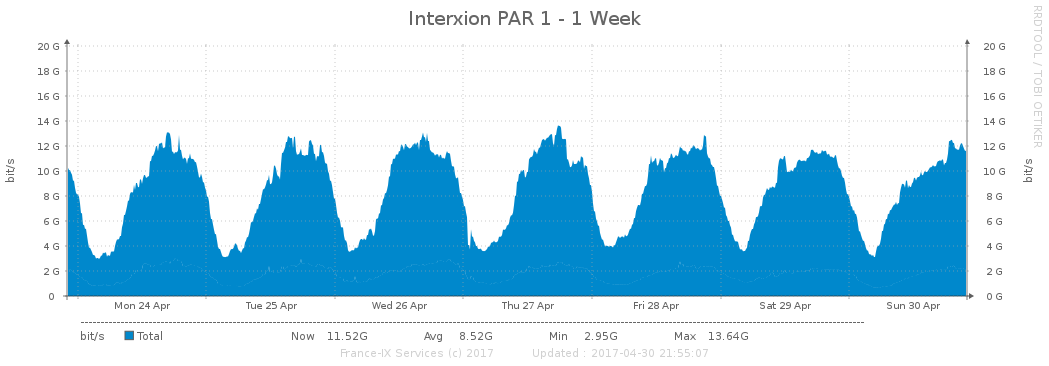 Interxion PAR 1 - 1 Week
RRDTOOL / TOBI OETIKER
bit/s
20 G
18 G
16 G
14 G
12 G
10 G
8 G
6 G
4 G
2 G
0
20 G
18 G
16 G
14 G
12 G
10 G
8 G
6 G
4 G
2 G
0 G
bit/s
Mon 24 Apr Tue 25 Apr Wed 26 Apr Thu 27 Apr Fri 28 Apr Sat 29 Apr Sun 30 Apr
bit/s Total Now 11.52G Avg 8.52G Min 2.95G Max 13.64G
France-IX Services (c) 2017 Updated : 2017-04-30 21:55:07